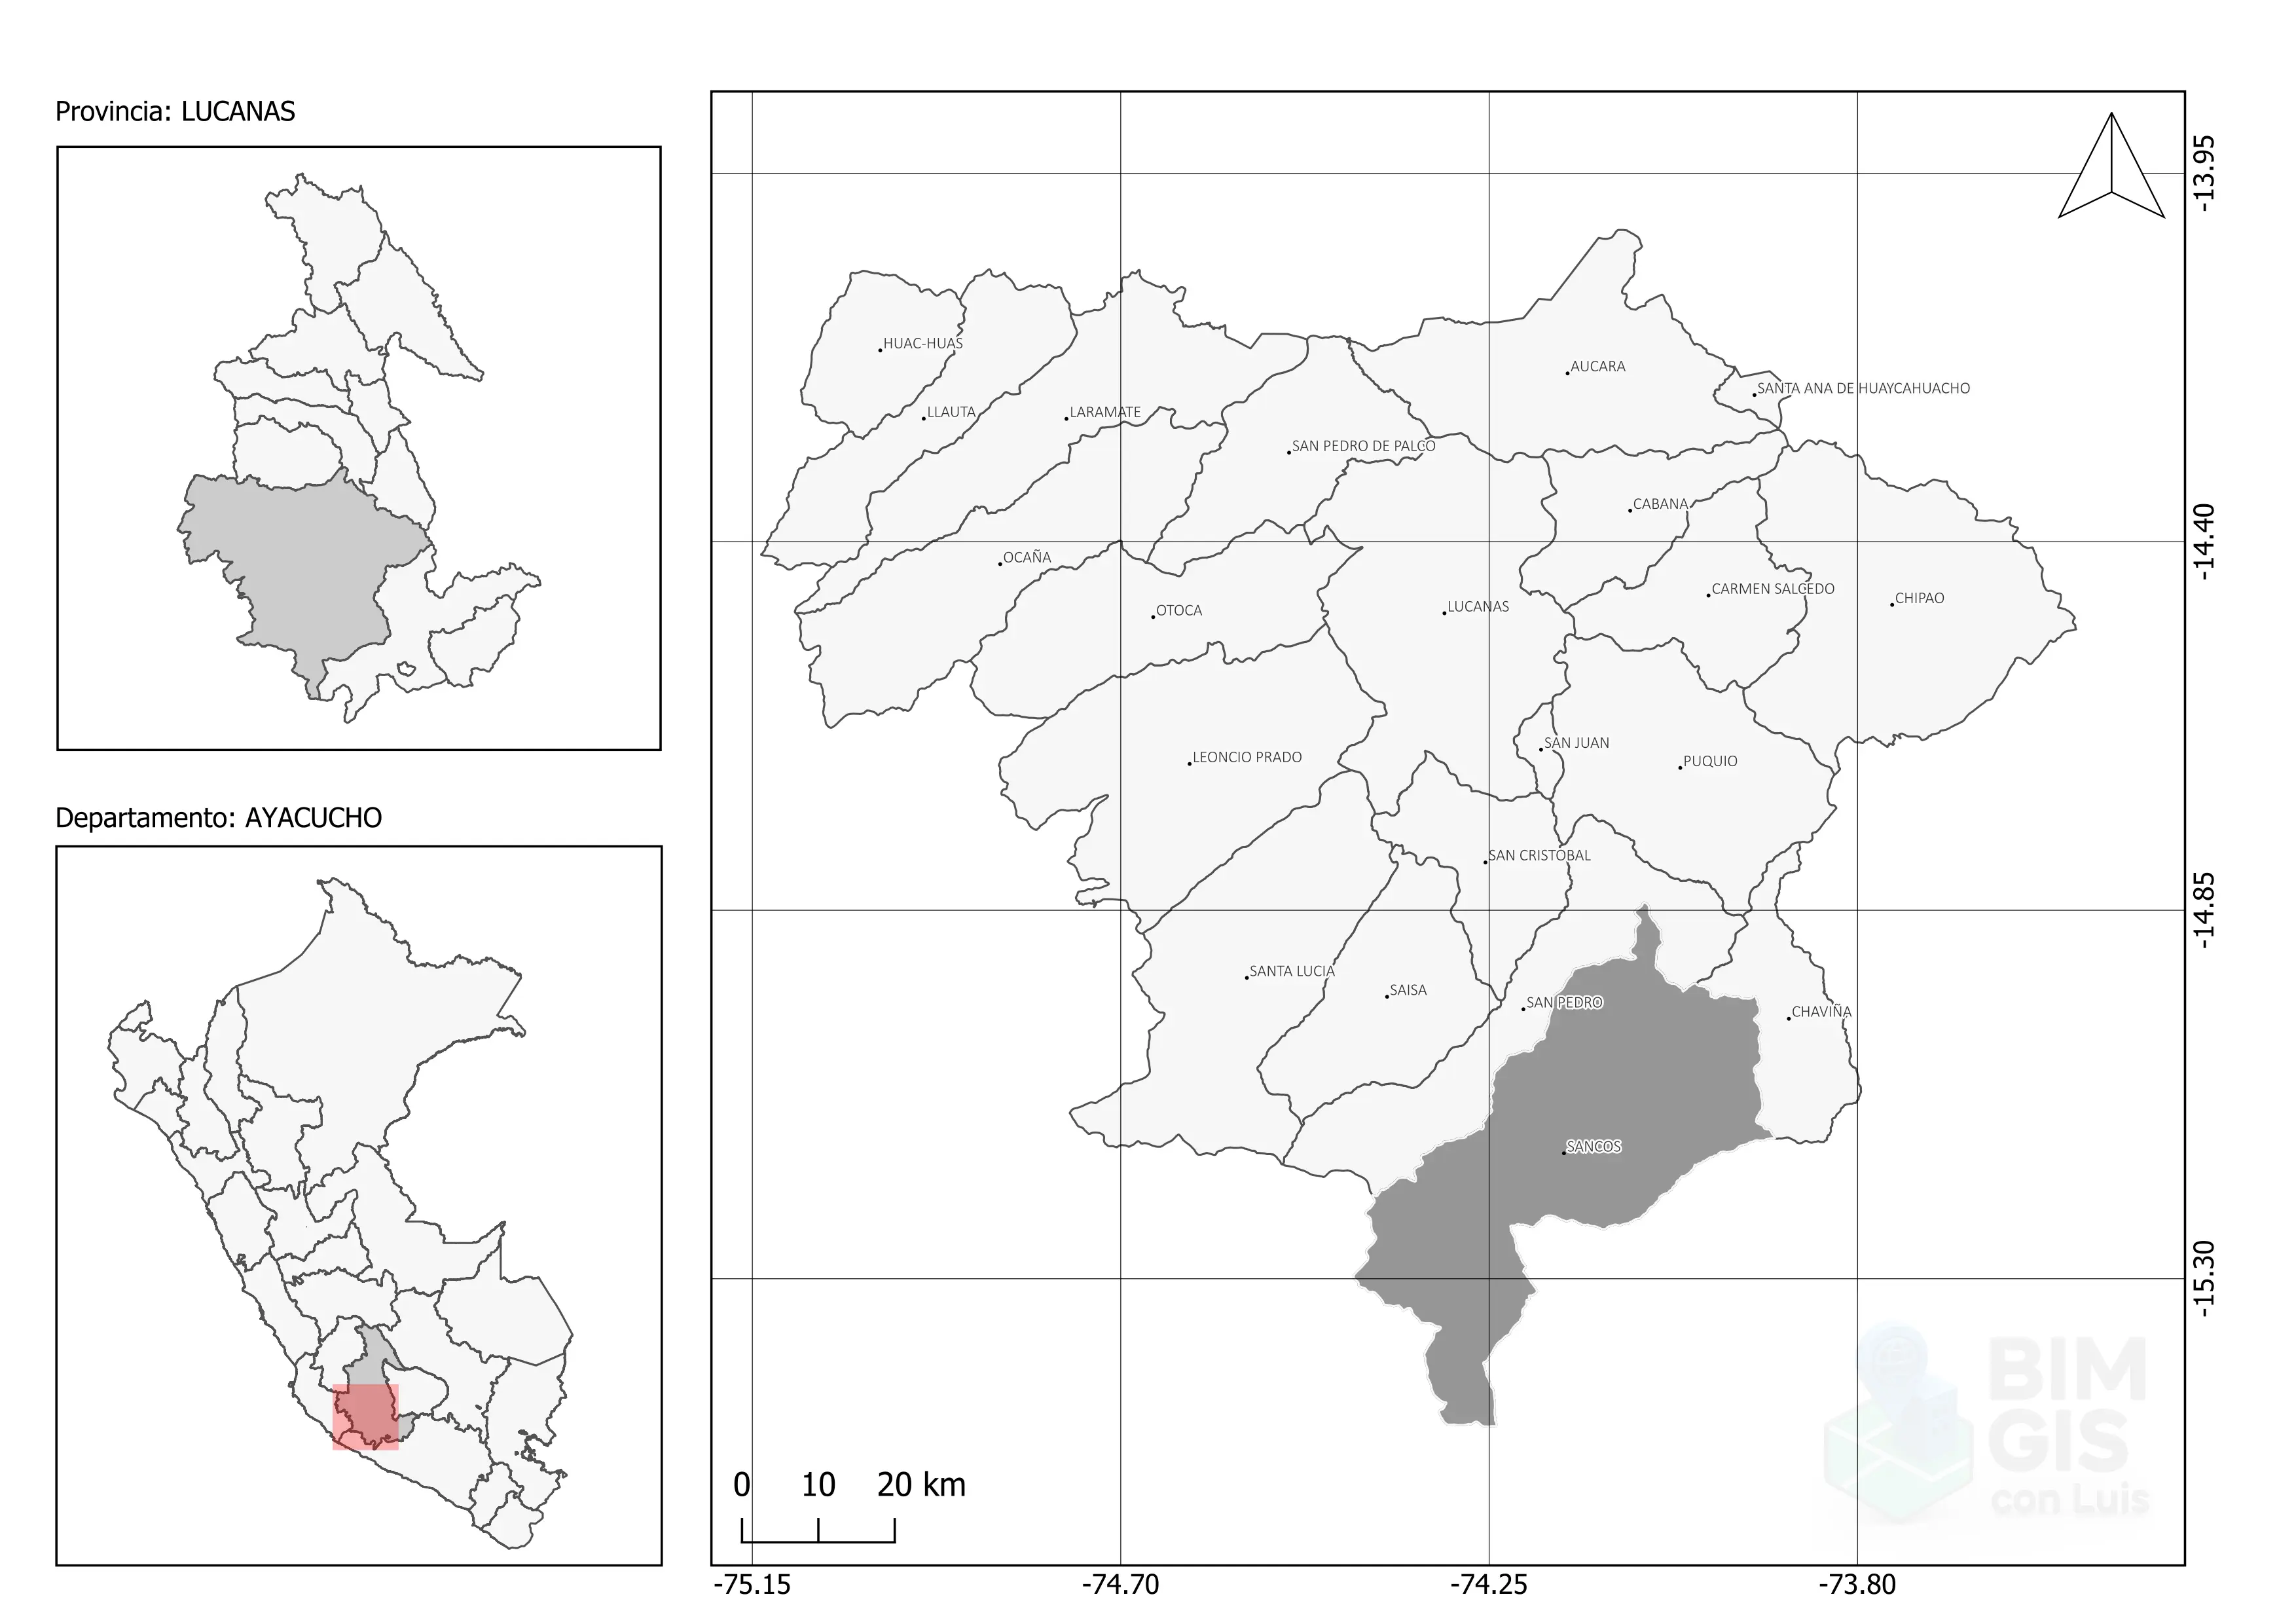 Provincia: LUCANAS
Departamento: AYACUCHO
HUAC-HUAS
AUCARA
SANTA ANA DE HUAYCAHUACHO
LLAUTA
LARAMATE
SAN PEDRO DE PALCO
CABANA
OCAÑA
CARMEN SALCEDO
CHIPAO
OTOCA
LUCANAS
SAN JUAN
LEONCIO PRADO
PUQUIO
SAN CRISTOBAL
SANTA LUCIA
SAISA
SAN PEDRO
CHAVIÑA
SANCOS
0 10 20 km
-13.95
-14.40
-14.85
-15.30
-75.15 -74.70 -74.25 -73.80
BIM
GIS
con Luis